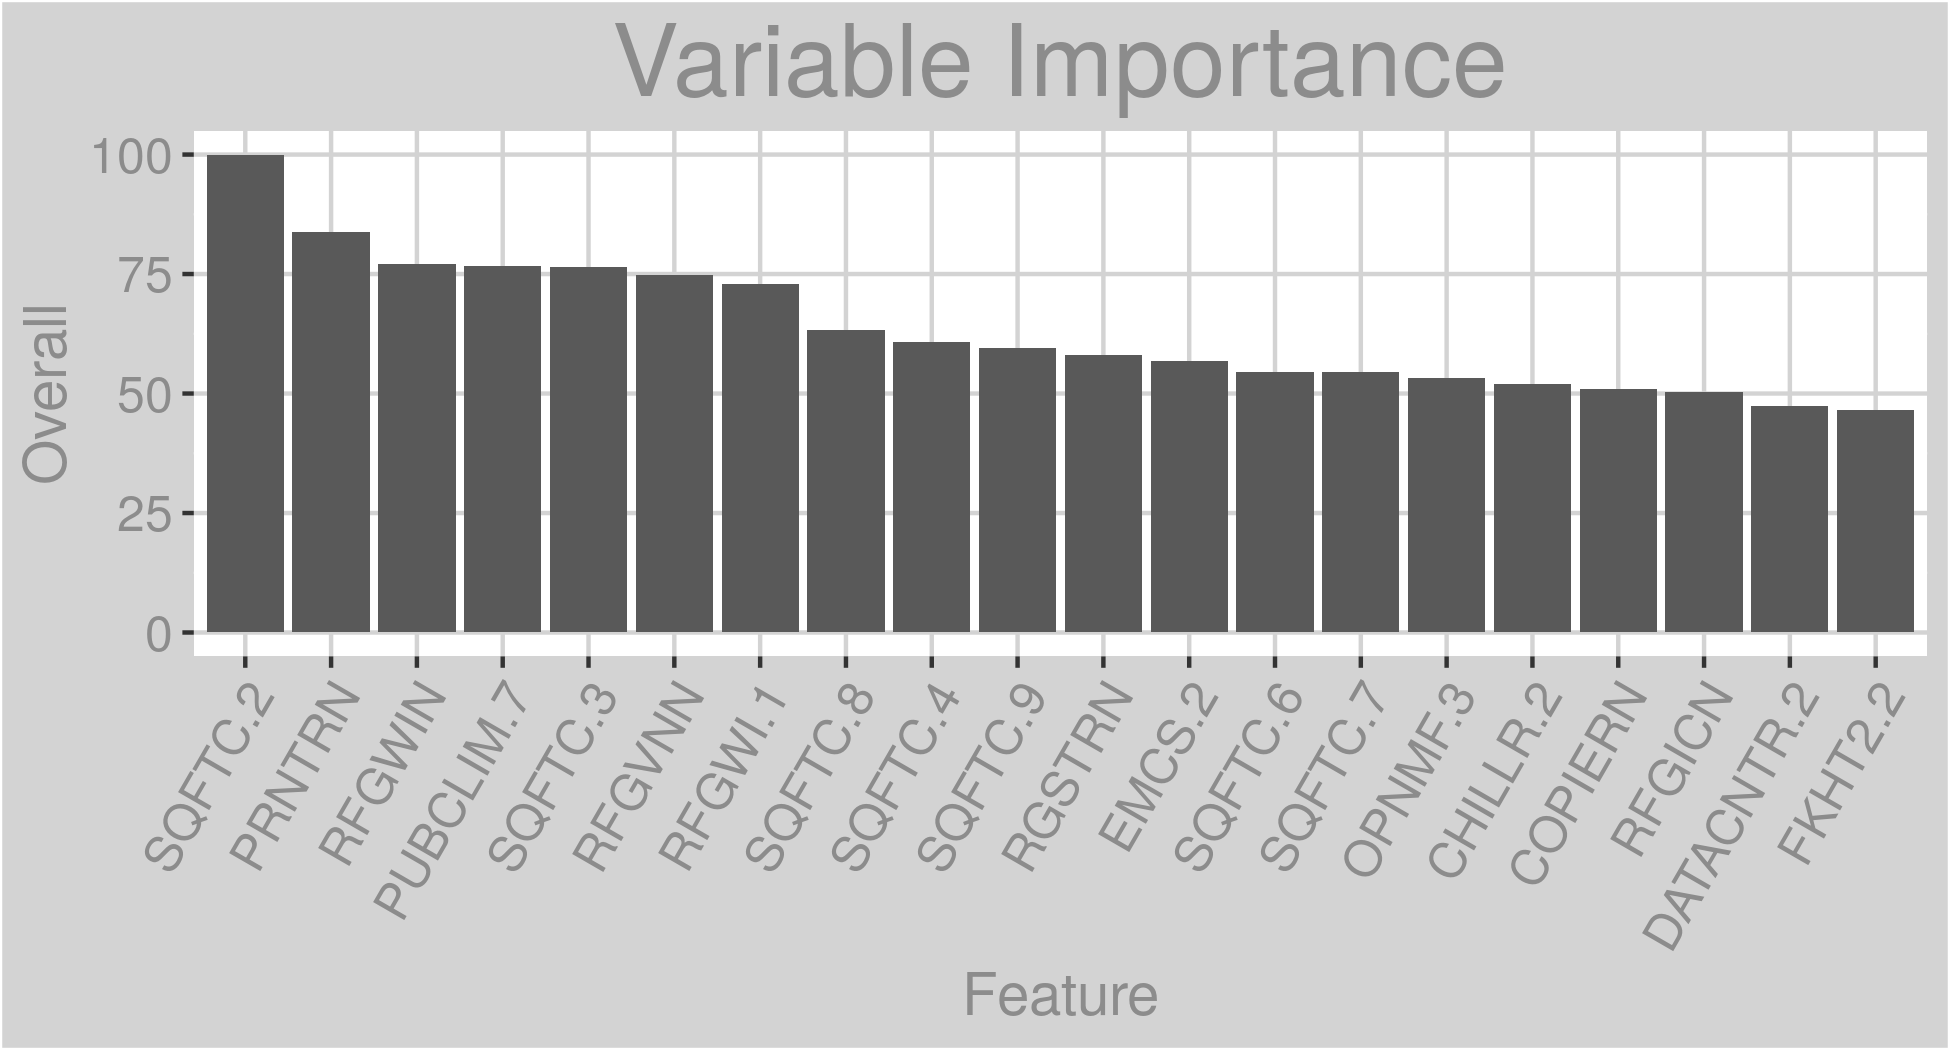 Variable Importance
Overall
100
75
50
25
0
SQFTC.2
PRNTRN
RFGWIN
PUBCLIM.7
SQFTC.3
RFGVNN
RFGWI.1
SQFTC.8
SQFTC.4
SQFTC.9
RGSTRN
EMCS.2
SQFTC.6
SQFTC.7
OPNMF.3
CHILLR.2
COPIERN
RFGICN
DATACNTR.2
FKHT2.2
Feature